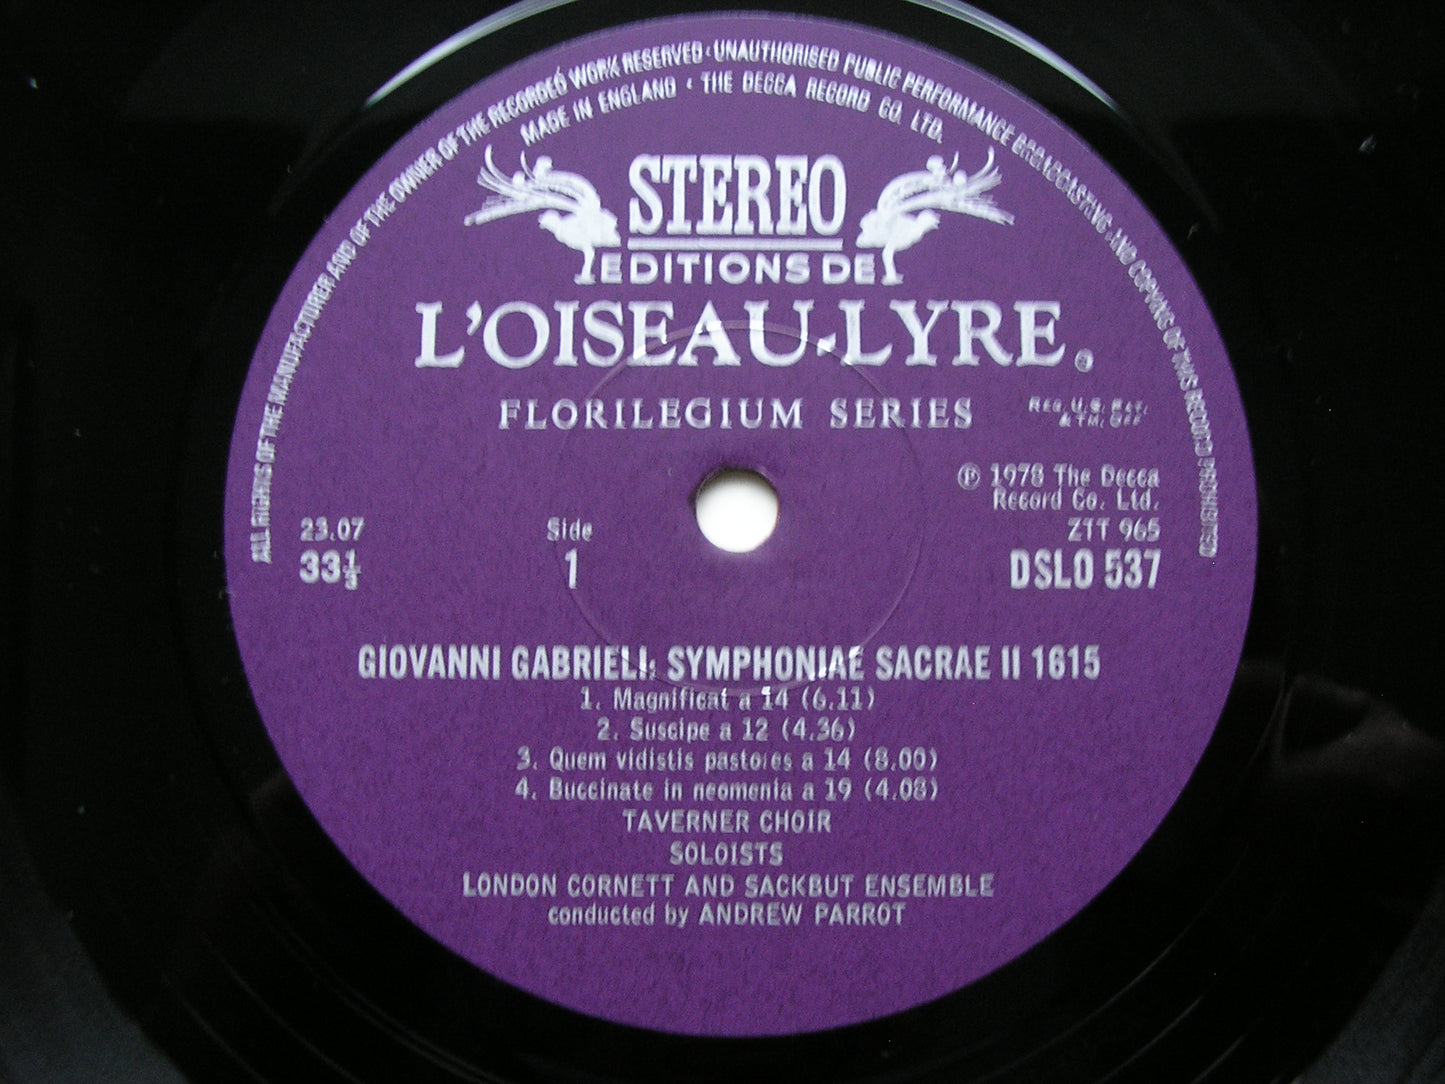 ALL RIGHTS OF THE MANUFACTURER AND OF THE OWNER OF THE RECORDED WORK RESERVED · UNAUTHORISED PUBLIC PERFORMANCE BROADCASTING AND COPYING OF THIS RECORD PROHIBITED
MADE IN ENGLAND · THE DECCA RECORD CO. LTD.
STEREO
EDITIONS DE
L'OISEAU-LYRE ®
FLORILEGIUM SERIES
REG. U.S. PAT.
& TM. OFF
℗ 1978 The Decca
Record Co. Ltd.
23.07 Side ZTT 965
33⅓ 1 DSLO 537
GIOVANNI GABRIELI: SYMPHONIAE SACRAE II 1615
1. Magnificat a 14 (6.11)
2. Suscipe a 12 (4.36)
3. Quem vidistis pastores a 14 (8.00)
4. Buccinate in neomenia a 19 (4.08)
TAVERNER CHOIR
SOLOISTS
LONDON CORNETT AND SACKBUT ENSEMBLE
conducted by ANDREW PARROT